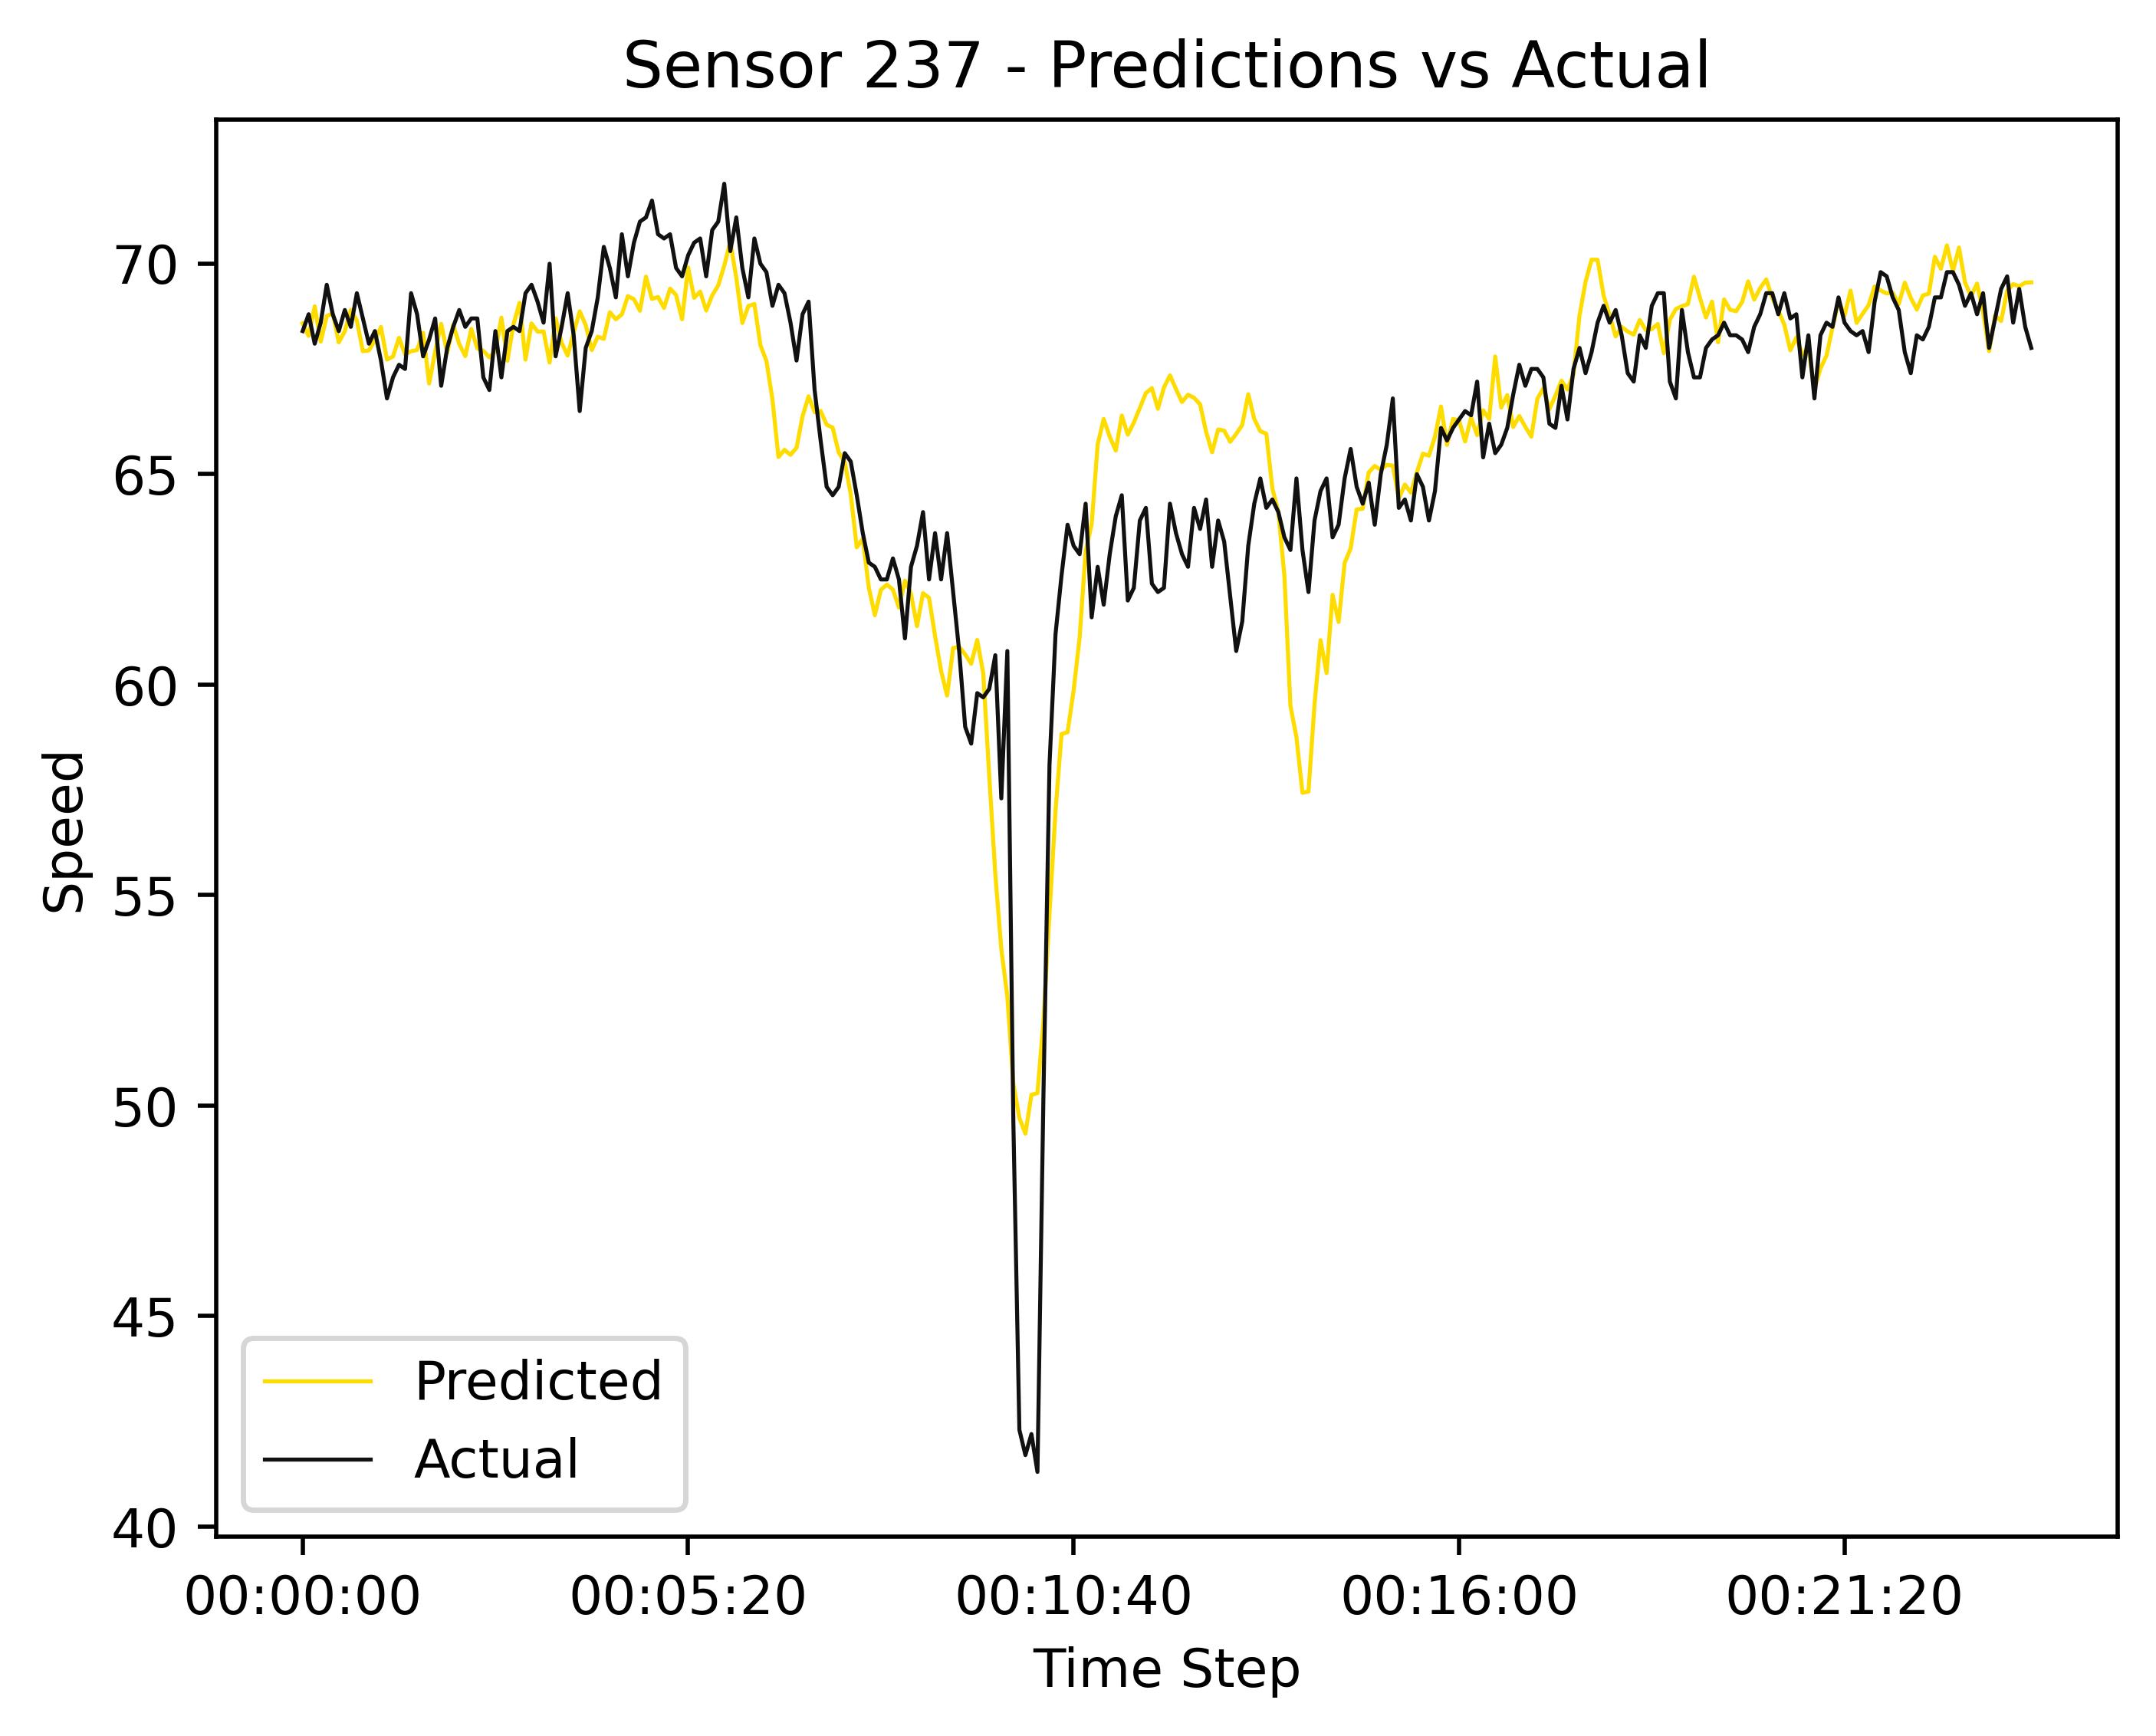 Sensor 237 - Predictions vs Actual
70
65
60
55
50
45
40
Speed
Predicted
Actual
00:00:00
00:05:20
00:10:40
00:16:00
00:21:20
Time Step